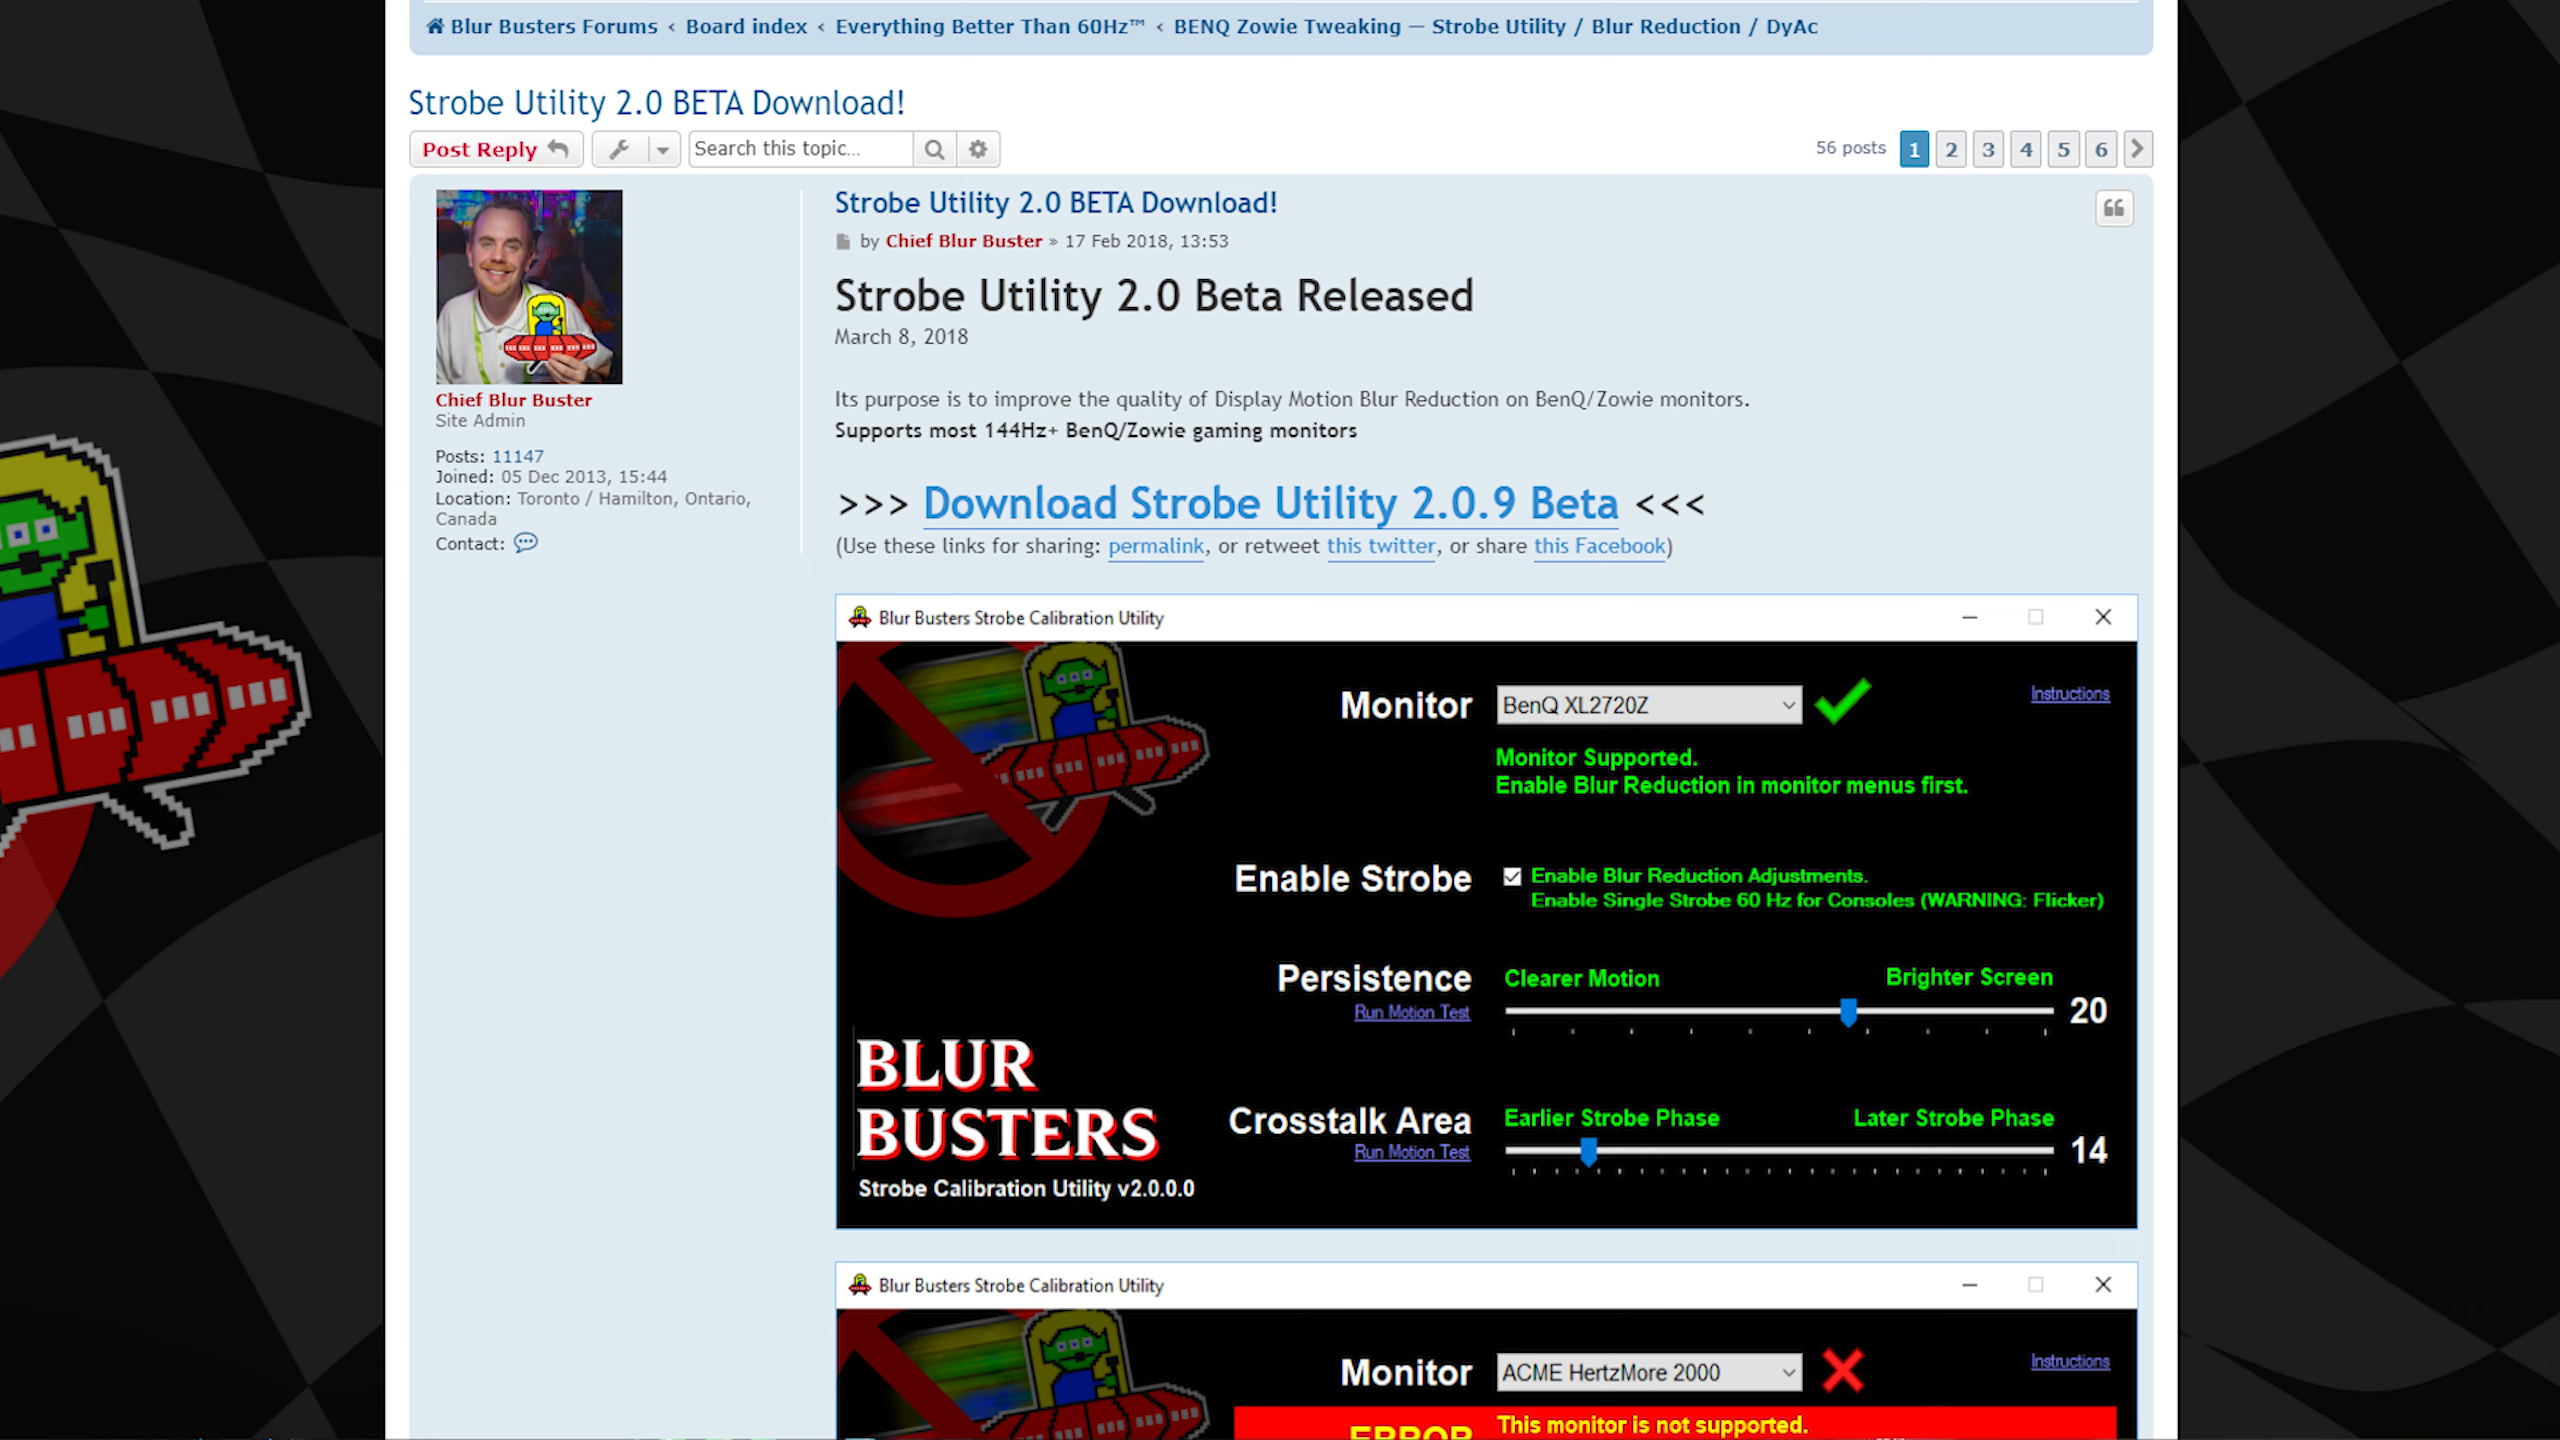 Blur Busters Forums ‹ Board index ‹ Everything Better Than 60Hz™ ‹ BENQ Zowie Tweaking — Strobe Utility / Blur Reduction / DyAc
Strobe Utility 2.0 BETA Download!
Post Reply
Search this topic...
56 posts 1 2 3 4 5 6
Chief Blur Buster
Site Admin
Posts: 11147
Joined: 05 Dec 2013, 15:44
Location: Toronto / Hamilton, Ontario,
Canada
Contact:
Strobe Utility 2.0 BETA Download!
by Chief Blur Buster » 17 Feb 2018, 13:53
Strobe Utility 2.0 Beta Released
March 8, 2018
Its purpose is to improve the quality of Display Motion Blur Reduction on BenQ/Zowie monitors.
Supports most 144Hz+ BenQ/Zowie gaming monitors
>>> Download Strobe Utility 2.0.9 Beta <<<
(Use these links for sharing: permalink, or retweet this twitter, or share this Facebook)
Blur Busters Strobe Calibration Utility
Monitor BenQ XL2720Z Instructions
Monitor Supported.
Enable Blur Reduction in monitor menus first.
Enable Strobe Enable Blur Reduction Adjustments.
Enable Single Strobe 60 Hz for Consoles (WARNING: Flicker)
Persistence Clearer Motion Brighter Screen 20
Run Motion Test
Crosstalk Area Earlier Strobe Phase Later Strobe Phase 14
Run Motion Test
BLUR
BUSTERS
Strobe Calibration Utility v2.0.0.0
Blur Busters Strobe Calibration Utility
Monitor ACME HertzMore 2000 Instructions
ERROR This monitor is not supported.